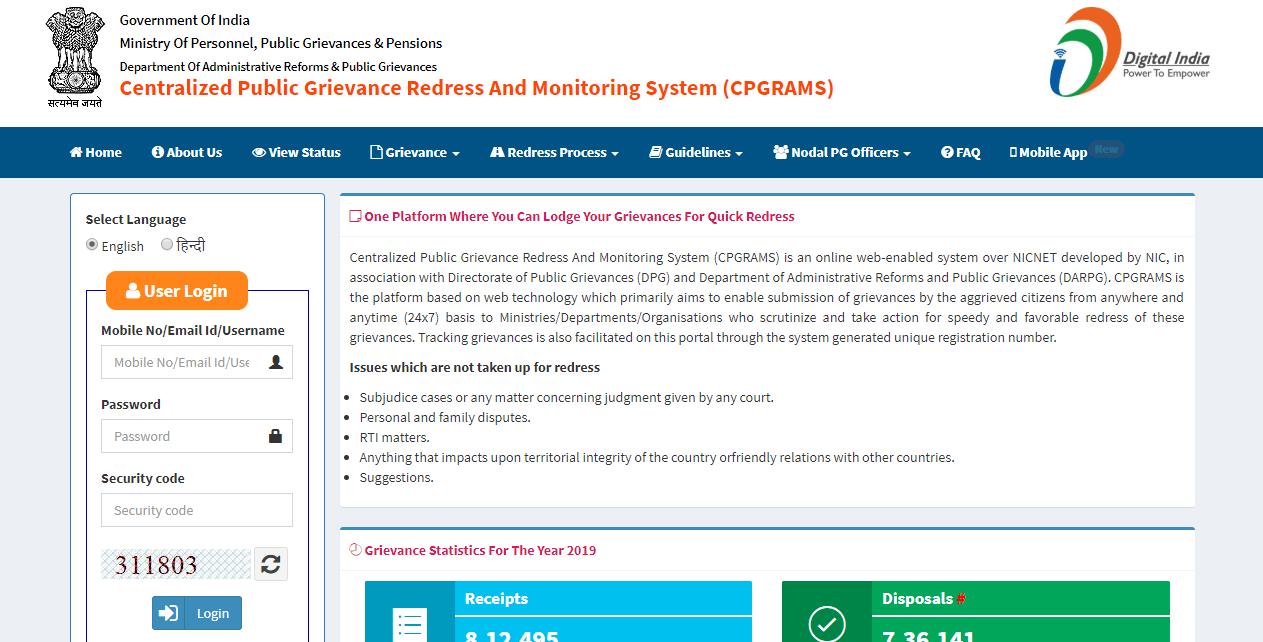 Government Of India
Ministry Of Personnel, Public Grievances & Pensions
Department Of Administrative Reforms & Public Grievances
Centralized Public Grievance Redress And Monitoring System (CPGRAMS)
सत्यमेव जयते
Digital India
Power To Empower
Home About Us View Status Grievance Redress Process Guidelines Nodal PG Officers FAQ Mobile App New
Select Language
English हिन्दी
User Login
Mobile No/Email Id/Username
Mobile No/Email Id/Use
Password
Password
Security code
Security code
311803
Login
One Platform Where You Can Lodge Your Grievances For Quick Redress
Centralized Public Grievance Redress And Monitoring System (CPGRAMS) is an online web-enabled system over NICNET developed by NIC, in
association with Directorate of Public Grievances (DPG) and Department of Administrative Reforms and Public Grievances (DARPG). CPGRAMS is
the platform based on web technology which primarily aims to enable submission of grievances by the aggrieved citizens from anywhere and
anytime (24x7) basis to Ministries/Departments/Organisations who scrutinize and take action for speedy and favorable redress of these
grievances. Tracking grievances is also facilitated on this portal through the system generated unique registration number.
Issues which are not taken up for redress
Subjudice cases or any matter concerning judgment given by any court.
Personal and family disputes.
RTI matters.
Anything that impacts upon territorial integrity of the country orfriendly relations with other countries.
Suggestions.
Grievance Statistics For The Year 2019
Receipts
8,12,495
Disposals #
7,36,141